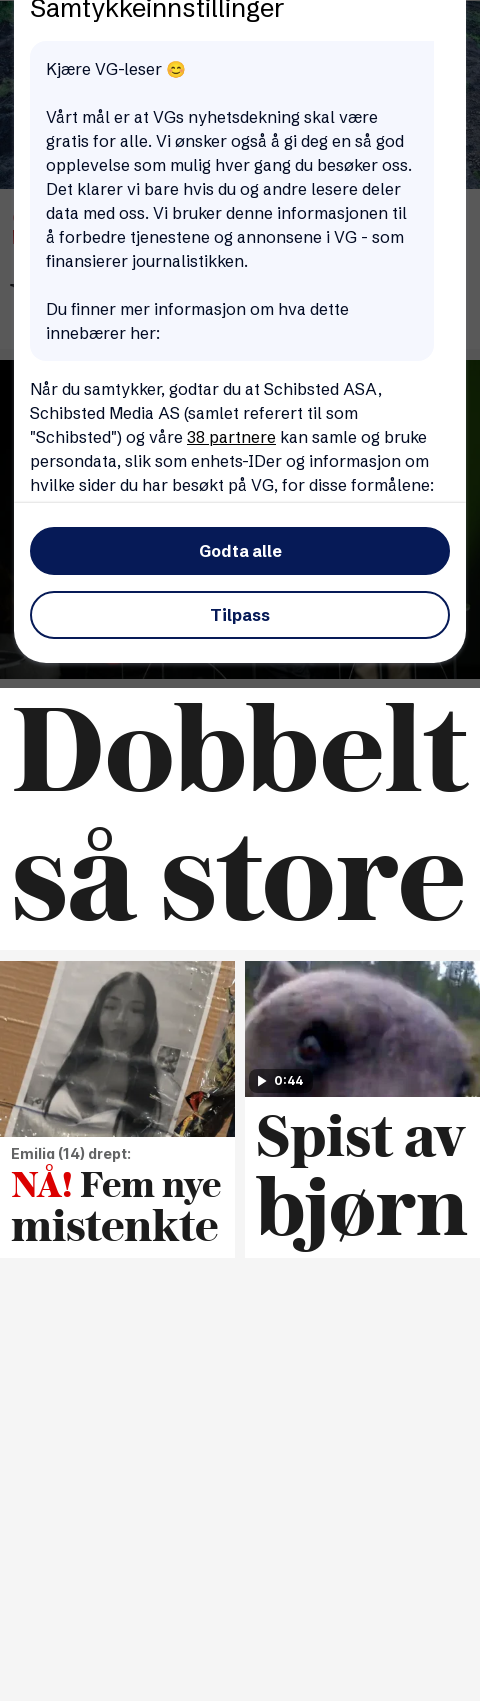 Samtykkeinnstillinger
Kjære VG-leser 😊
Vårt mål er at VGs nyhetsdekning skal være
gratis for alle. Vi ønsker også å gi deg en så god
opplevelse som mulig hver gang du besøker oss.
Det klarer vi bare hvis du og andre lesere deler
data med oss. Vi bruker denne informasjonen til
å forbedre tjenestene og annonsene i VG - som
finansierer journalistikken.
Du finner mer informasjon om hva dette
innebærer her:
Når du samtykker, godtar du at Schibsted ASA,
Schibsted Media AS (samlet referert til som
"Schibsted") og våre 38 partnere kan samle og bruke
persondata, slik som enhets-IDer og informasjon om
hvilke sider du har besøkt på VG, for disse formålene:
Godta alle
Tilpass
Dobbelt
så store
Emilia (14) drept:
NÅ! Fem nye
mistenkte
0:44
Spist av
bjørn